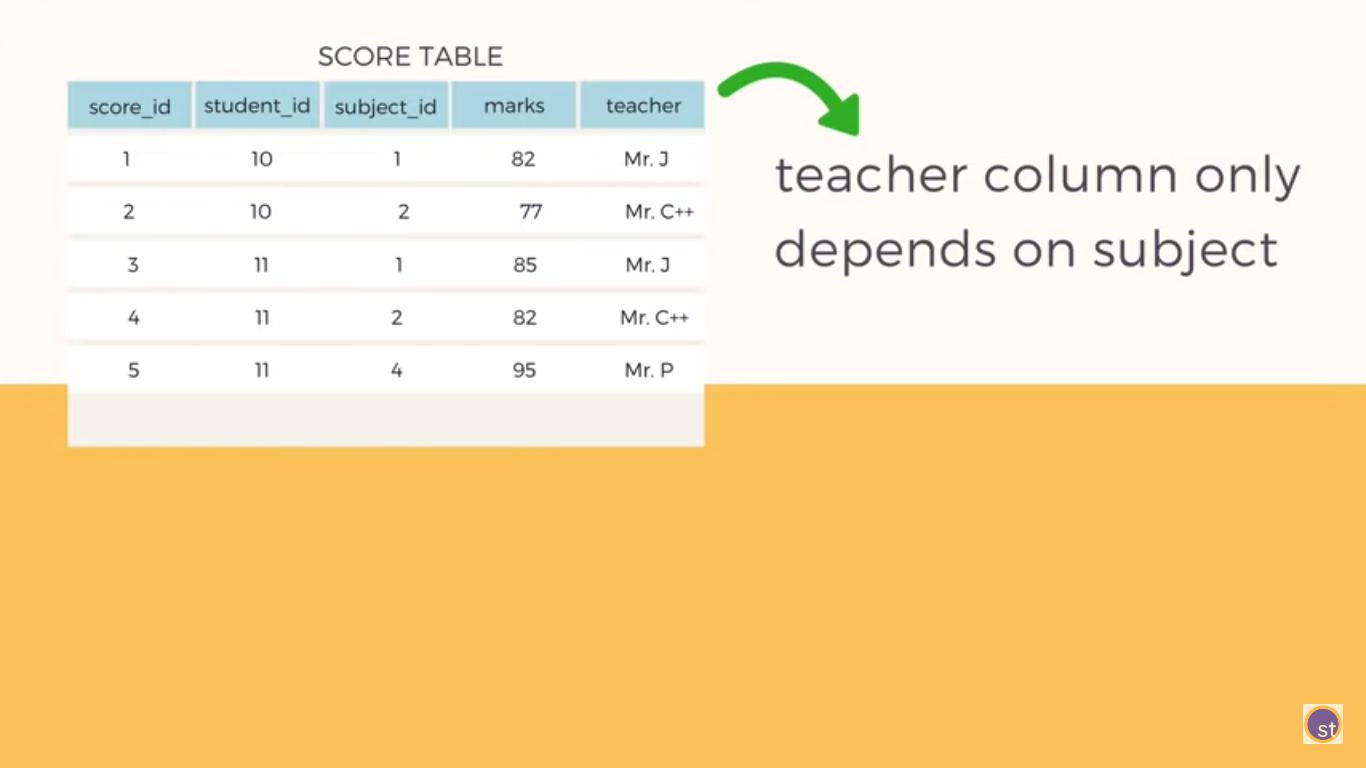 SCORE TABLE
score_id student_id subject_id marks teacher
1 10 1 82 Mr. J
2 10 2 77 Mr. C++
3 11 1 85 Mr. J
4 11 2 82 Mr. C++
5 11 4 95 Mr. P
teacher column only
depends on subject
st